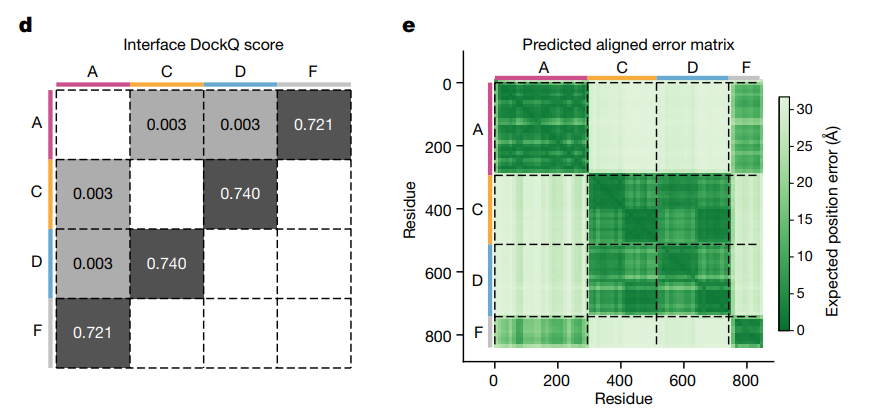 d
Interface DockQ score
A C D F
A 0.003 0.003 0.721
C 0.003 0.740
D 0.003 0.740
F 0.721
e
Predicted aligned error matrix
A C D F
0
A
200
C
400
600
D
F
800
Residue
0 200 400 600 800
Residue
30
25
20
15
10
5
0
Expected position error (Å)